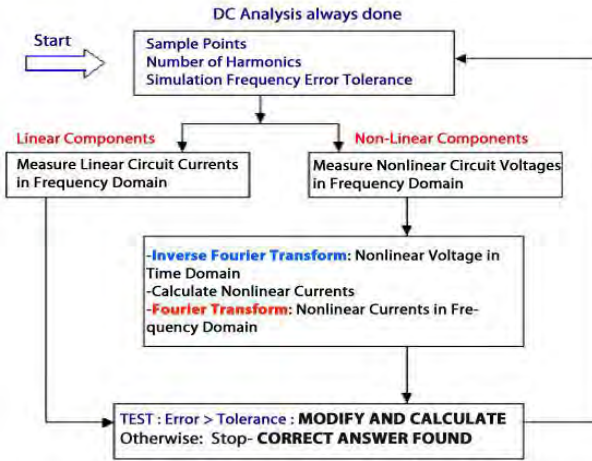 DC Analysis always done
Start
Sample Points
Number of Harmonics
Simulation Frequency Error Tolerance
Linear Components
Non-Linear Components
Measure Linear Circuit Currents
in Frequency Domain
Measure Nonlinear Circuit Voltages
in Frequency Domain
-Inverse Fourier Transform: Nonlinear Voltage in
Time Domain
-Calculate Nonlinear Currents
-Fourier Transform: Nonlinear Currents in Fre-
quency Domain
TEST : Error > Tolerance : MODIFY AND CALCULATE
Otherwise: Stop- CORRECT ANSWER FOUND